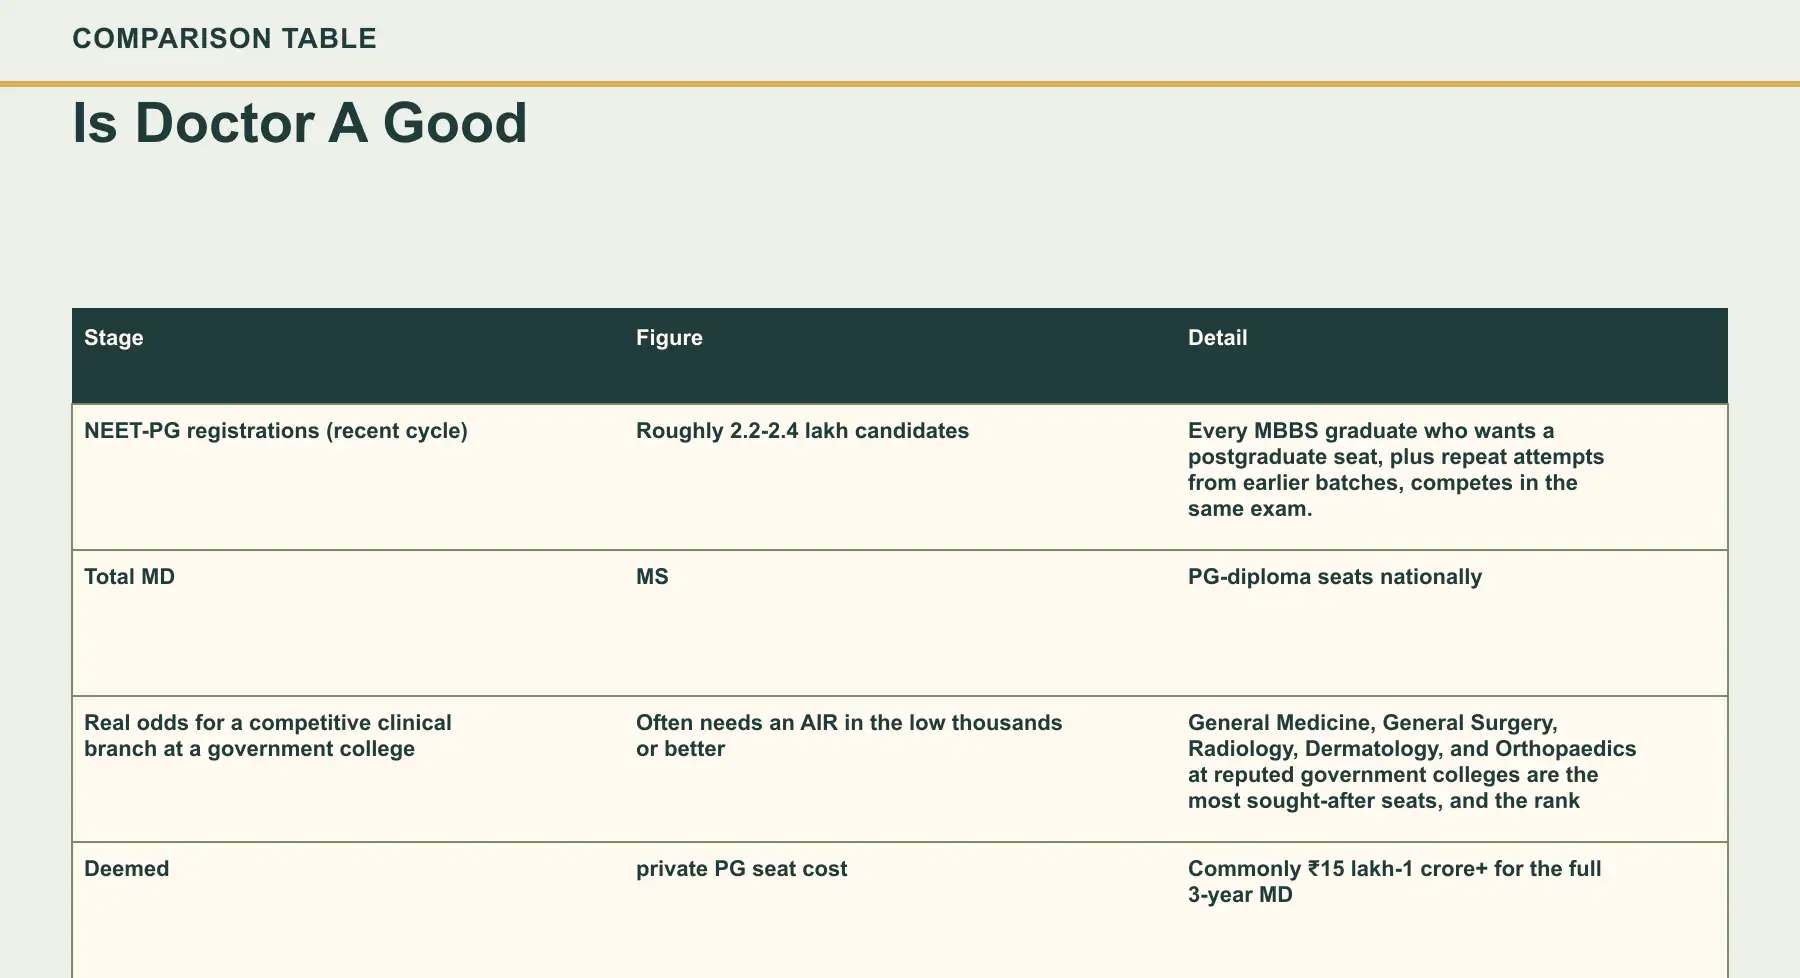 COMPARISON TABLE
Is Doctor A Good
Stage
Figure
Detail
NEET-PG registrations (recent cycle)
Roughly 2.2-2.4 lakh candidates
Every MBBS graduate who wants a
postgraduate seat, plus repeat attempts
from earlier batches, competes in the
same exam.
Total MD
MS
PG-diploma seats nationally
Real odds for a competitive clinical
branch at a government college
Often needs an AIR in the low thousands
or better
General Medicine, General Surgery,
Radiology, Dermatology, and Orthopaedics
at reputed government colleges are the
most sought-after seats, and the rank
Deemed
private PG seat cost
Commonly ₹15 lakh-1 crore+ for the full
3-year MD